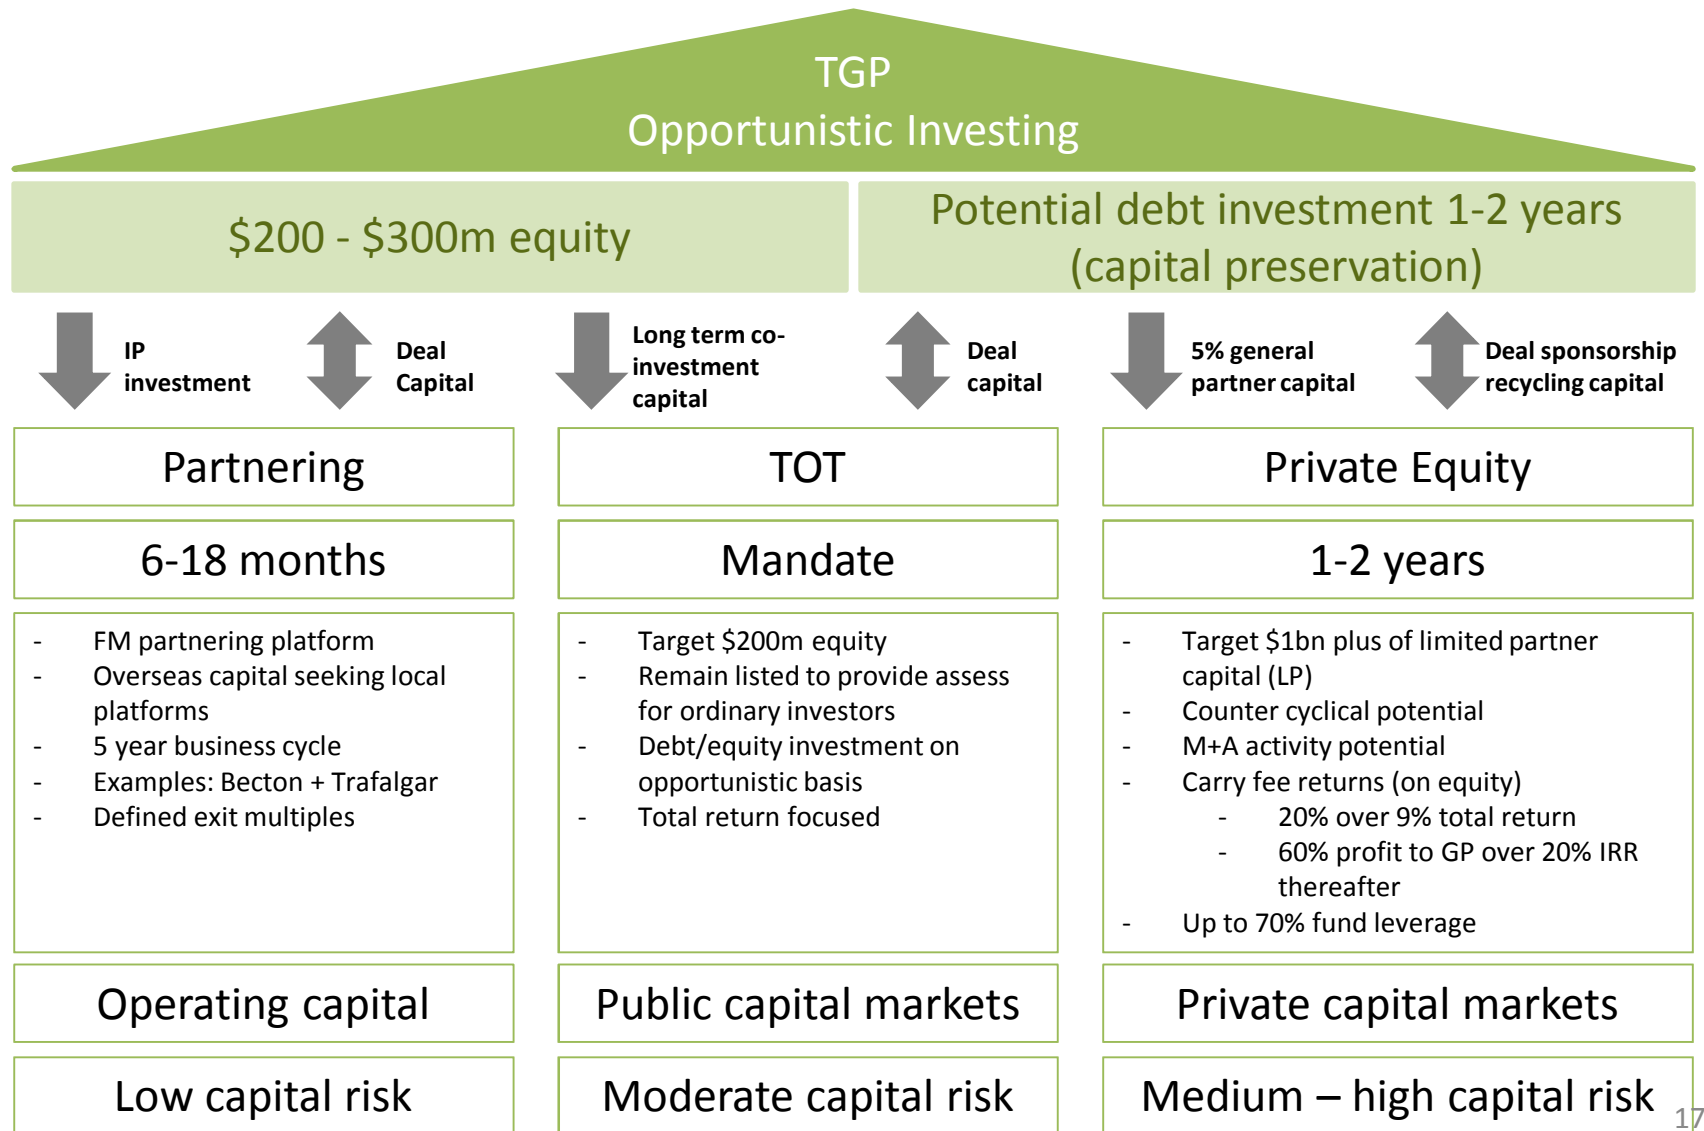 TGP
Opportunistic Investing
$200 - $300m equity
Potential debt investment 1-2 years
(capital preservation)
IP
investment
Deal
Capital
Long term co-
investment
capital
Deal
capital
5% general
partner capital
Deal sponsorship
recycling capital
Partnering
6-18 months
- FM partnering platform
- Overseas capital seeking local
platforms
- 5 year business cycle
- Examples: Becton + Trafalgar
- Defined exit multiples
Operating capital
Low capital risk
TOT
Mandate
- Target $200m equity
- Remain listed to provide assess
for ordinary investors
- Debt/equity investment on
opportunistic basis
- Total return focused
Public capital markets
Moderate capital risk
Private Equity
1-2 years
- Target $1bn plus of limited partner
capital (LP)
- Counter cyclical potential
- M+A activity potential
- Carry fee returns (on equity)
- 20% over 9% total return
- 60% profit to GP over 20% IRR
thereafter
- Up to 70% fund leverage
Private capital markets
Medium – high capital risk
17